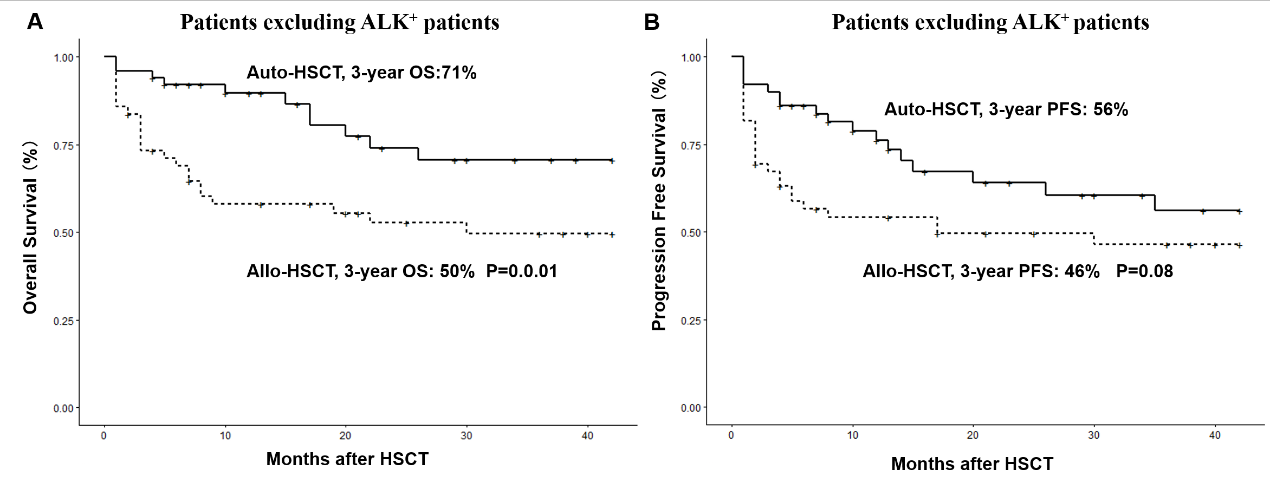 A
Patients excluding ALK⁺ patients
Overall Survival (%)
1.00
0.75
0.50
0.25
0.00
Auto-HSCT, 3-year OS:71%
Allo-HSCT, 3-year OS: 50% P=0.0.01
0 10 20 30 40
Months after HSCT
B
Patients excluding ALK⁺ patients
Progression Free Survival (%)
1.00
0.75
0.50
0.25
0.00
Auto-HSCT, 3-year PFS: 56%
Allo-HSCT, 3-year PFS: 46% P=0.08
0 10 20 30 40
Months after HSCT